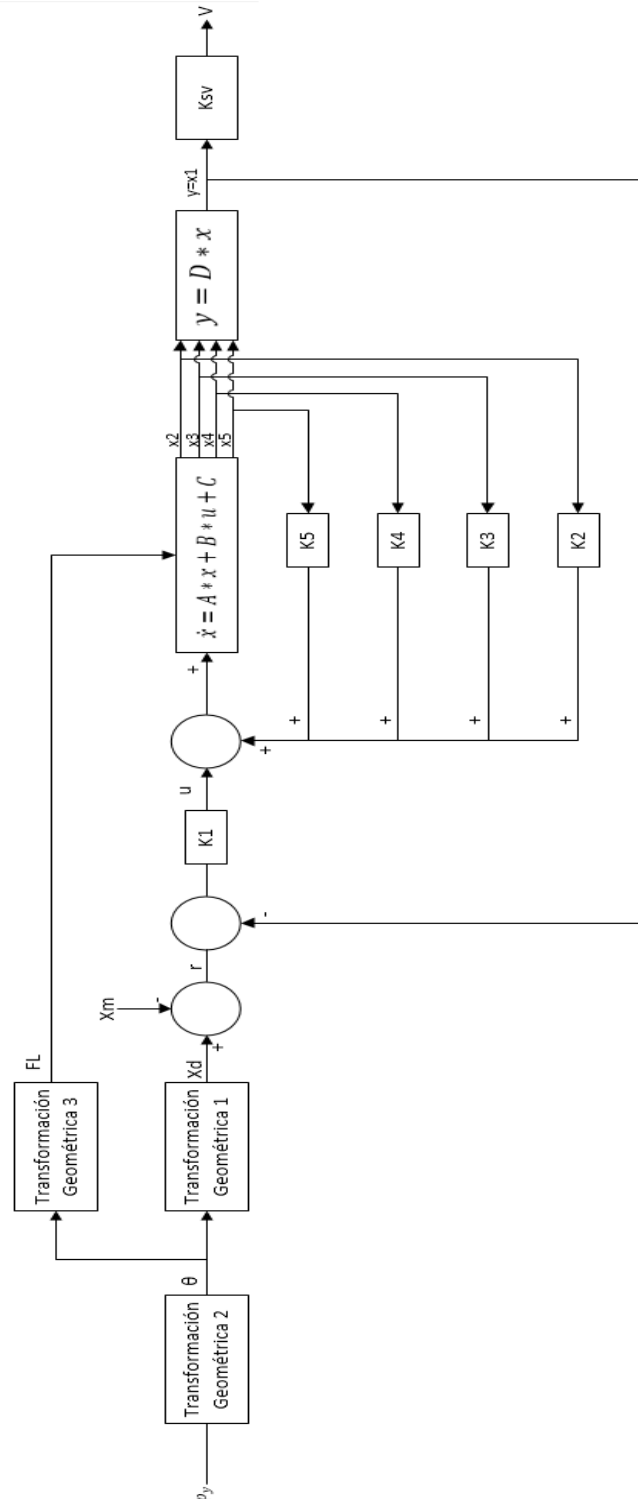 Transformación
Geométrica 2
θ
Transformación
Geométrica 3
FL
Transformación
Geométrica 1
Xd
+
Xm
-
r
-
K1
u
+
+
ẋ = A * x + B * u + C
x2
x3
x4
x5
y = D * x
y=x1
Ksv
V
K5
+
K4
+
K3
+
K2
+